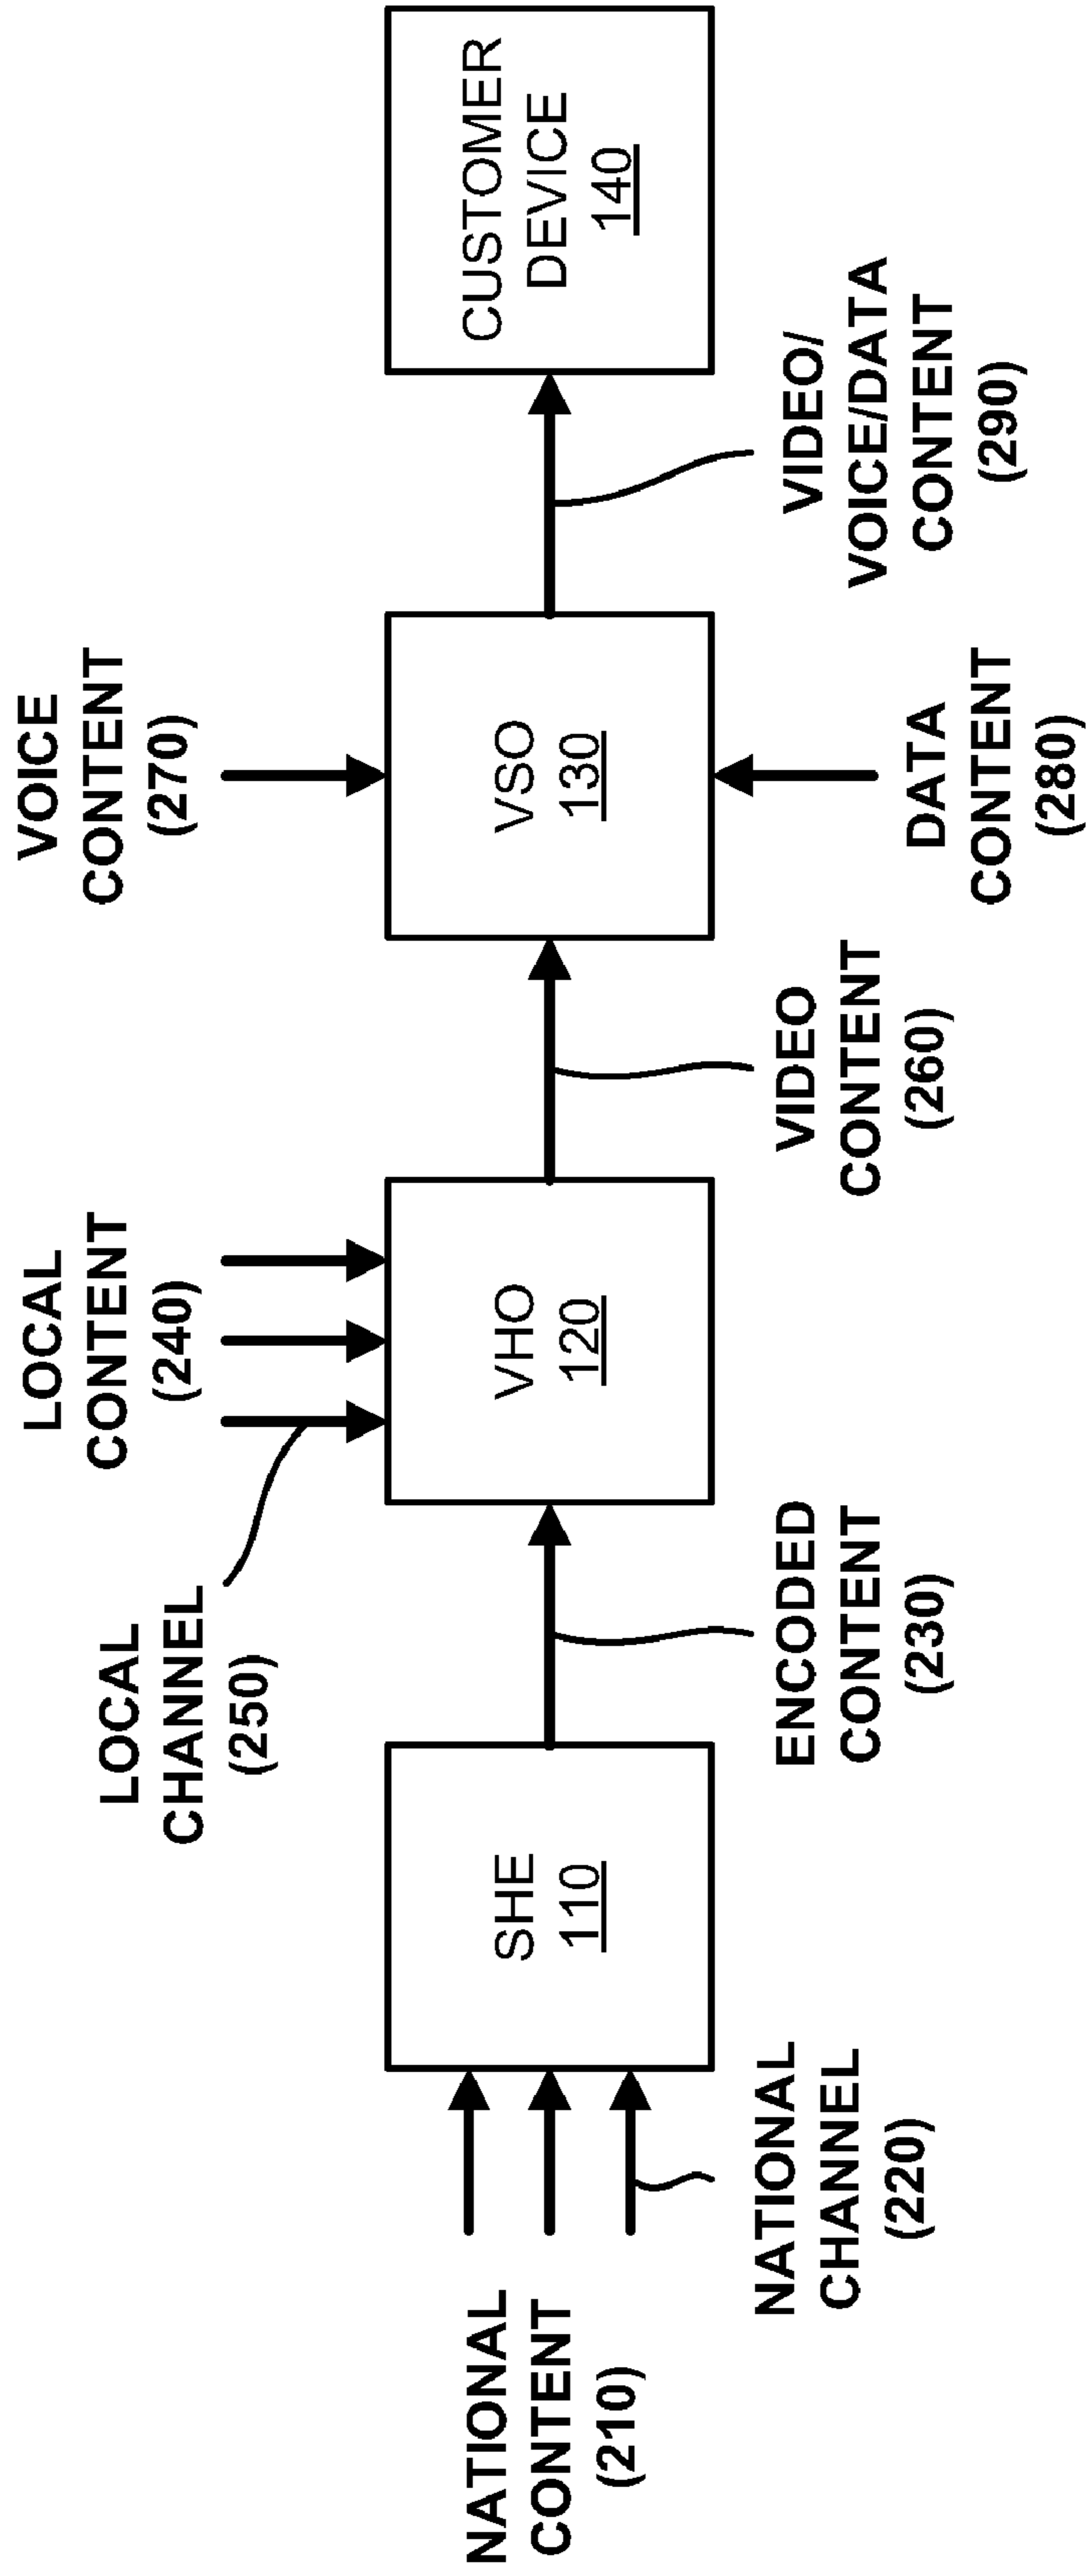 NATIONAL
CONTENT
(210)
NATIONAL
CHANNEL
(220)
SHE
110
LOCAL
CHANNEL
(250)
ENCODED
CONTENT
(230)
LOCAL
CONTENT
(240)
VHO
120
VIDEO
CONTENT
(260)
VOICE
CONTENT
(270)
VSO
130
DATA
CONTENT
(280)
VIDEO/
VOICE/DATA
CONTENT
(290)
CUSTOMER
DEVICE
140